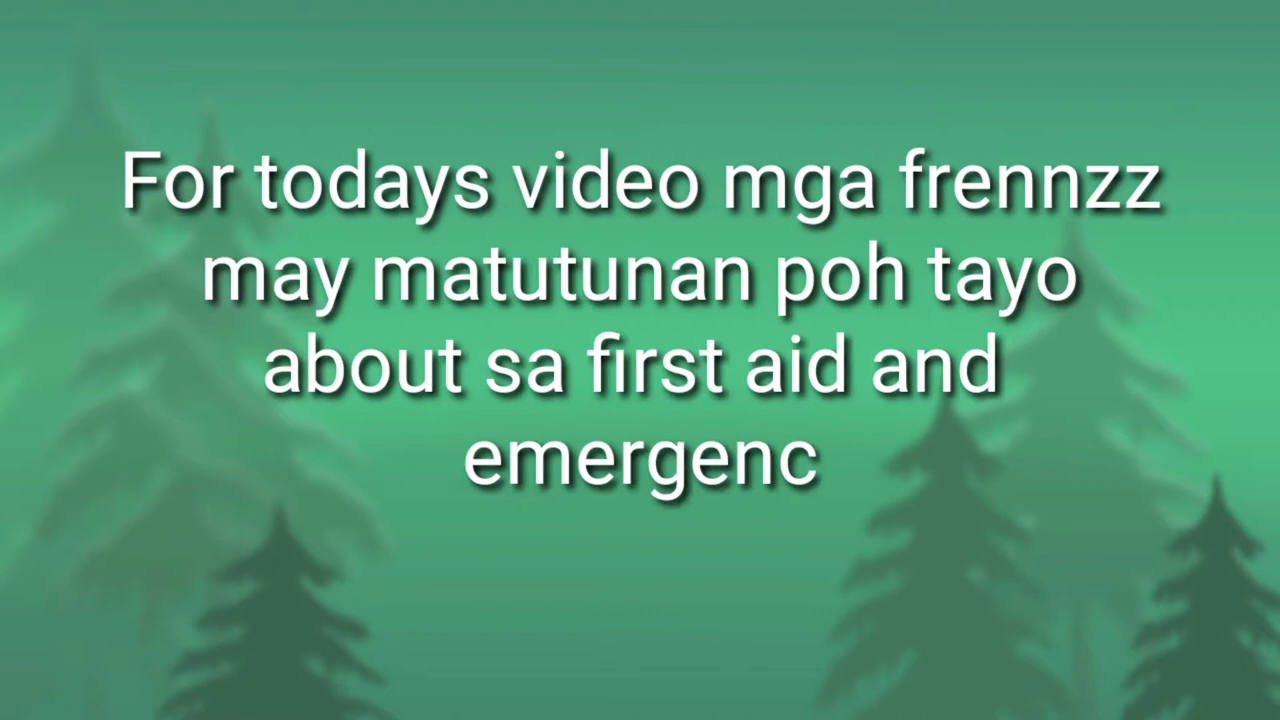 For todays video mga frennzz
may matutunan poh tayo
about sa first aid and
emergenc